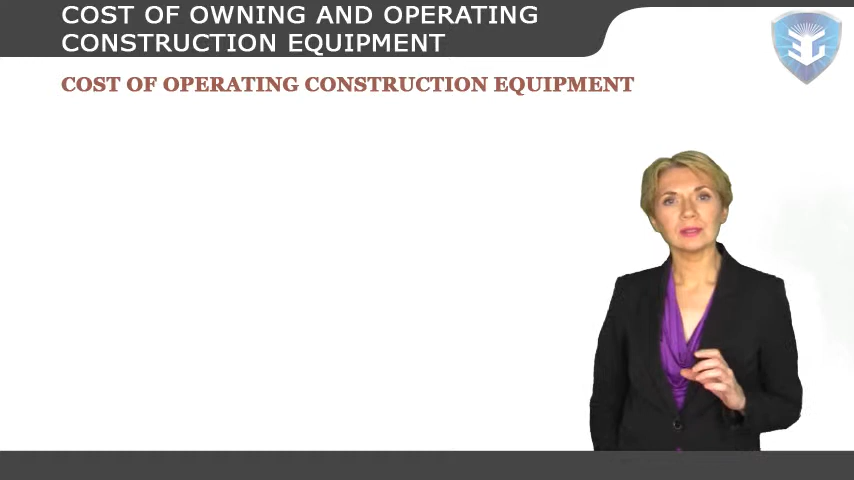 COST OF OWNING AND OPERATING
CONSTRUCTION EQUIPMENT
COST OF OPERATING CONSTRUCTION EQUIPMENT